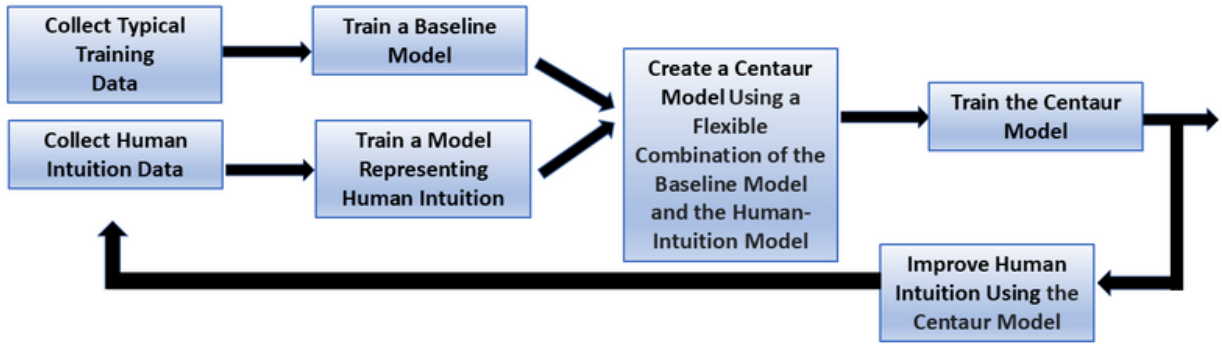 Collect Typical
Training
Data
Train a Baseline
Model
Collect Human
Intuition Data
Train a Model
Representing
Human Intuition
Create a Centaur
Model Using a
Flexible
Combination of the
Baseline Model
and the Human-
Intuition Model
Train the Centaur
Model
Improve Human
Intuition Using the
Centaur Model